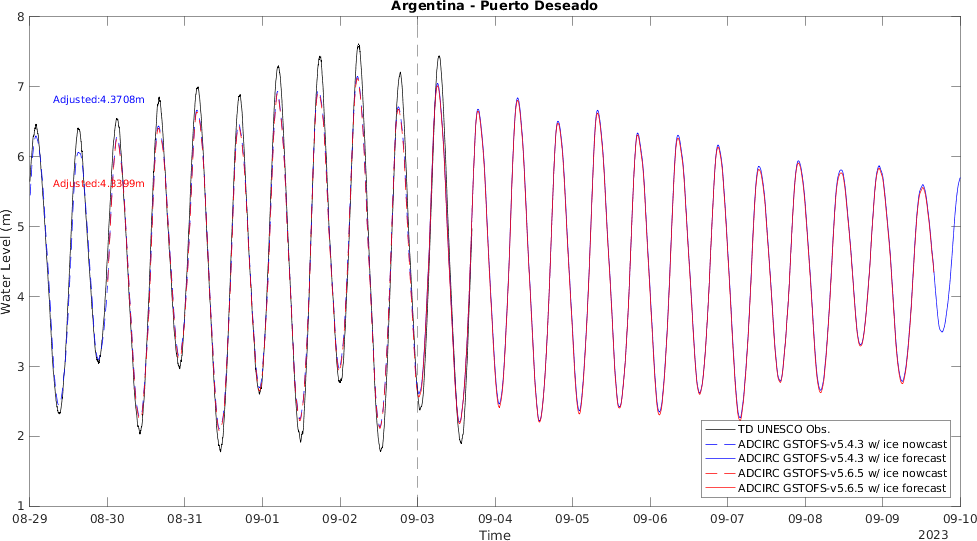 Argentina - Puerto Deseado
8
7
6
5
4
3
2
1
Water Level (m)
Adjusted:4.3708m
Adjusted:4.3399m
TD UNESCO Obs.
ADCIRC GSTOFS-v5.4.3 w/ ice nowcast
ADCIRC GSTOFS-v5.4.3 w/ ice forecast
ADCIRC GSTOFS-v5.6.5 w/ ice nowcast
ADCIRC GSTOFS-v5.6.5 w/ ice forecast
08-29 08-30 08-31 09-01 09-02 09-03 09-04 09-05 09-06 09-07 09-08 09-09 09-10
Time
2023